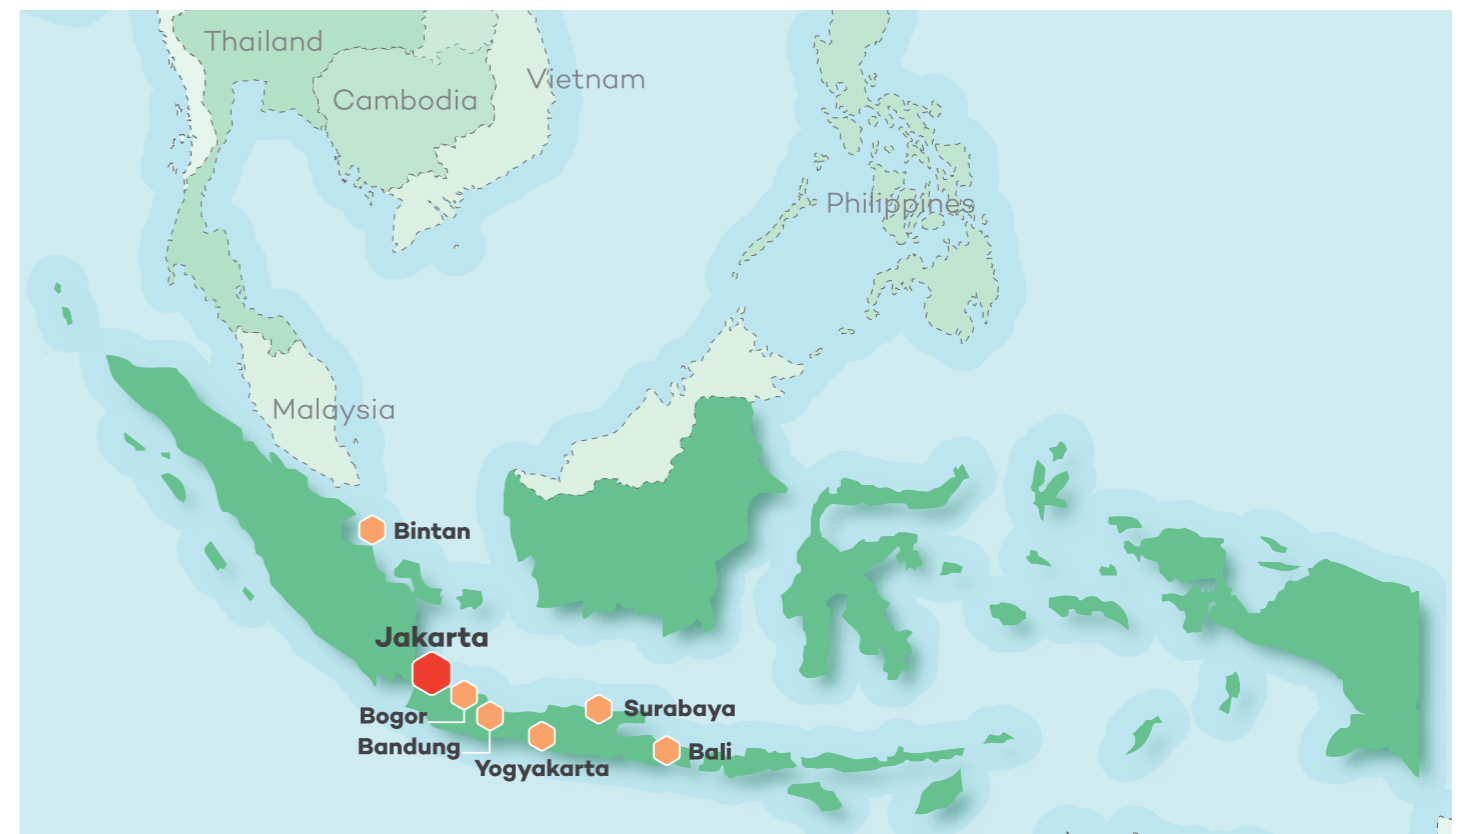 Thailand
Vietnam
Cambodia
Philippines
Malaysia
Bintan
Jakarta
Bogor
Surabaya
Bandung
Bali
Yogyakarta